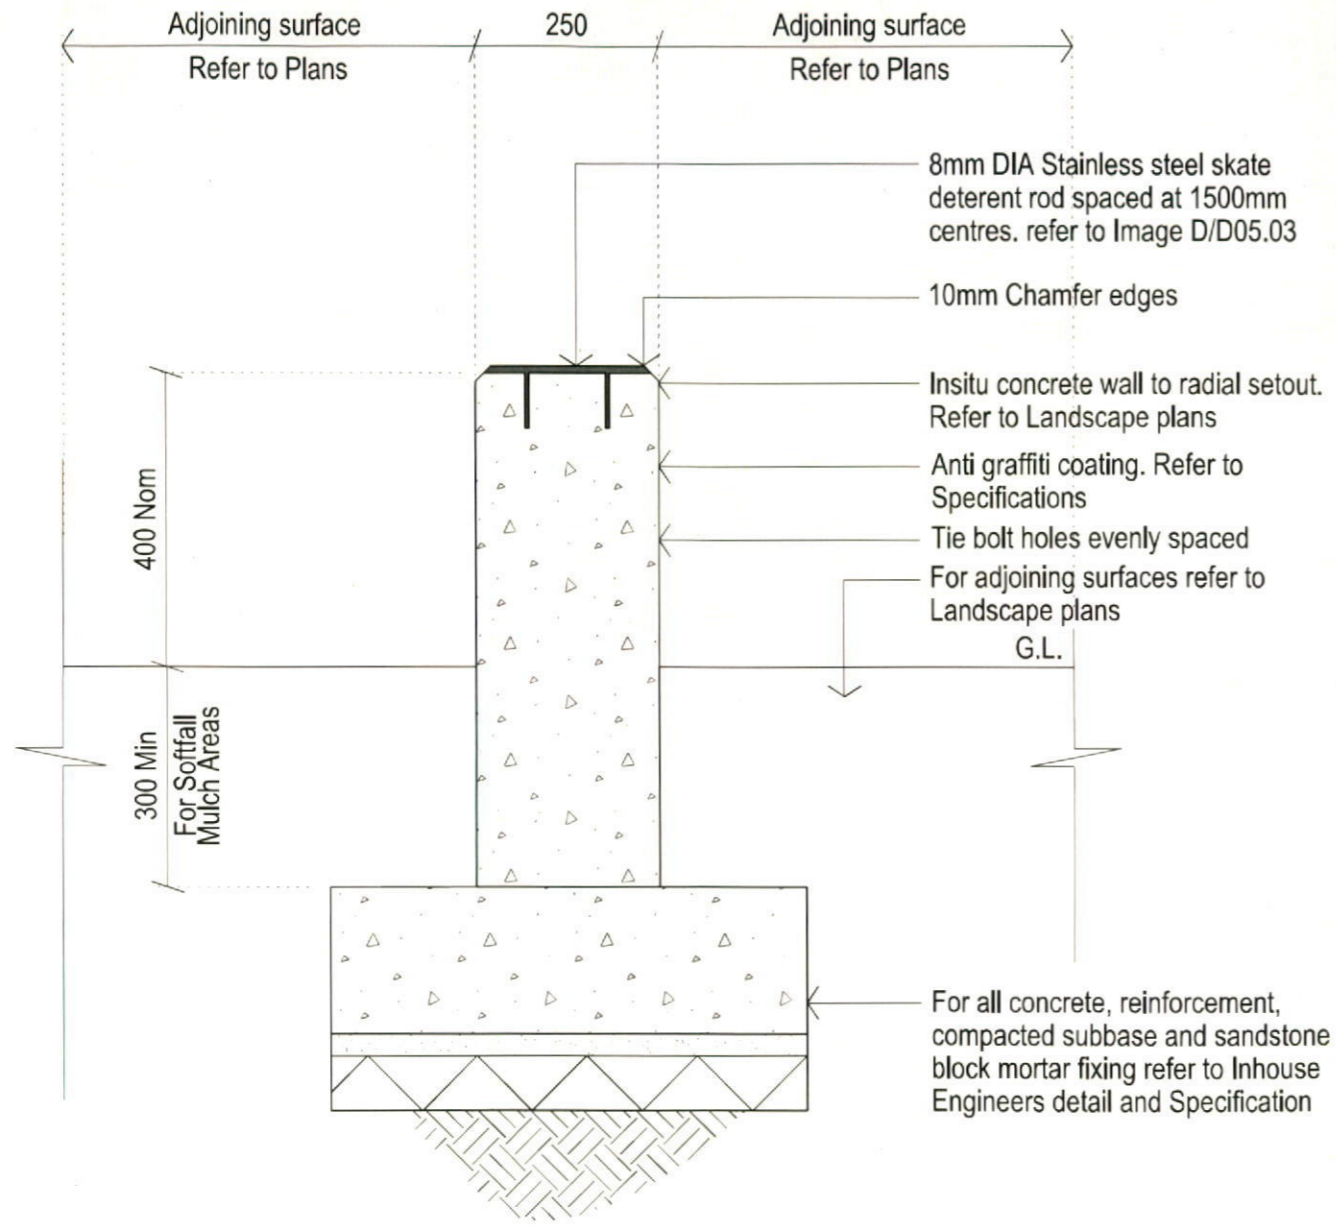 Adjoining surface
Refer to Plans
250
Adjoining surface
Refer to Plans
8mm DIA Stainless steel skate
deterent rod spaced at 1500mm
centres. refer to Image D/D05.03
10mm Chamfer edges
Insitu concrete wall to radial setout.
Refer to Landscape plans
Anti graffiti coating. Refer to
Specifications
Tie bolt holes evenly spaced
For adjoining surfaces refer to
Landscape plans
G.L.
400 Nom
300 Min
For Softfall
Mulch Areas
For all concrete, reinforcement,
compacted subbase and sandstone
block mortar fixing refer to Inhouse
Engineers detail and Specification